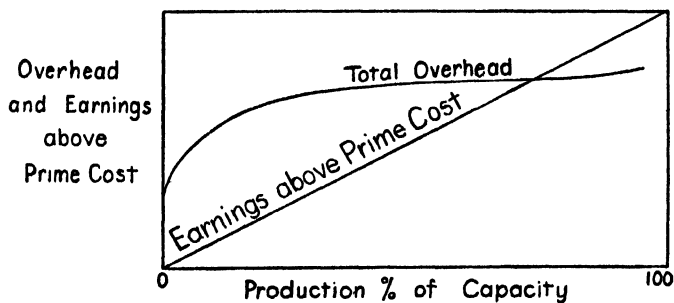 Overhead
and Earnings
above
Prime Cost
Total Overhead
Earnings above Prime Cost
0
100
Production % of Capacity